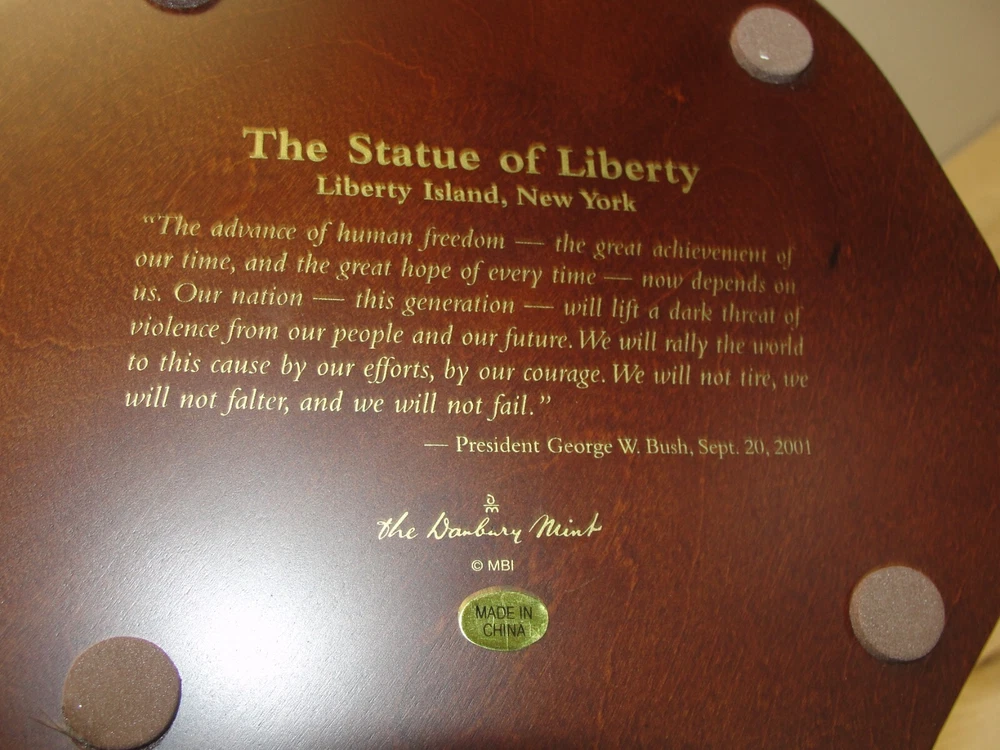 The Statue of Liberty
Liberty Island, New York
“The advance of human freedom — the great achievement of
our time, and the great hope of every time — now depends on
us. Our nation — this generation — will lift a dark threat of
violence from our people and our future. We will rally the world
to this cause by our efforts, by our courage. We will not tire, we
will not falter, and we will not fail.”
— President George W. Bush, Sept. 20, 2001
the Danbury Mint
© MBI
MADE IN
CHINA